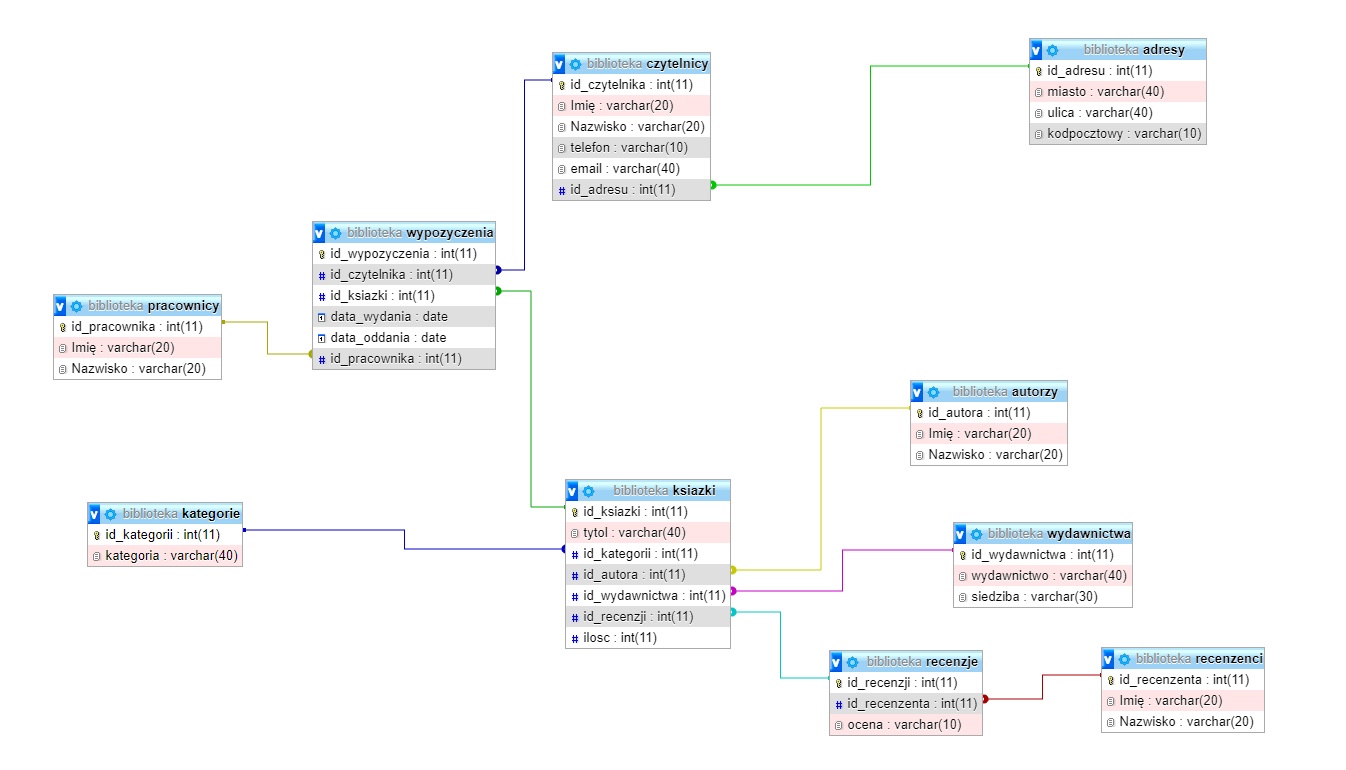 biblioteka czytelnicy
id_czytelnika : int(11)
Imię : varchar(20)
Nazwisko : varchar(20)
telefon : varchar(10)
email : varchar(40)
id_adresu : int(11)
biblioteka adresy
id_adresu : int(11)
miasto : varchar(40)
ulica : varchar(40)
kodpocztowy : varchar(10)
biblioteka wypozyczenia
id_wypozyczenia : int(11)
id_czytelnika : int(11)
id_ksiazki : int(11)
data_wydania : date
data_oddania : date
id_pracownika : int(11)
biblioteka pracownicy
id_pracownika : int(11)
Imię : varchar(20)
Nazwisko : varchar(20)
biblioteka autorzy
id_autora : int(11)
Imię : varchar(20)
Nazwisko : varchar(20)
biblioteka kategorie
id_kategorii : int(11)
kategoria : varchar(40)
biblioteka ksiazki
id_ksiazki : int(11)
tytol : varchar(40)
id_kategorii : int(11)
id_autora : int(11)
id_wydawnictwa : int(11)
id_recenzji : int(11)
ilosc : int(11)
biblioteka wydawnictwa
id_wydawnictwa : int(11)
wydawnictwo : varchar(40)
siedziba : varchar(30)
biblioteka recenzje
id_recenzji : int(11)
id_recenzenta : int(11)
ocena : varchar(10)
biblioteka recenzenci
id_recenzenta : int(11)
Imię : varchar(20)
Nazwisko : varchar(20)